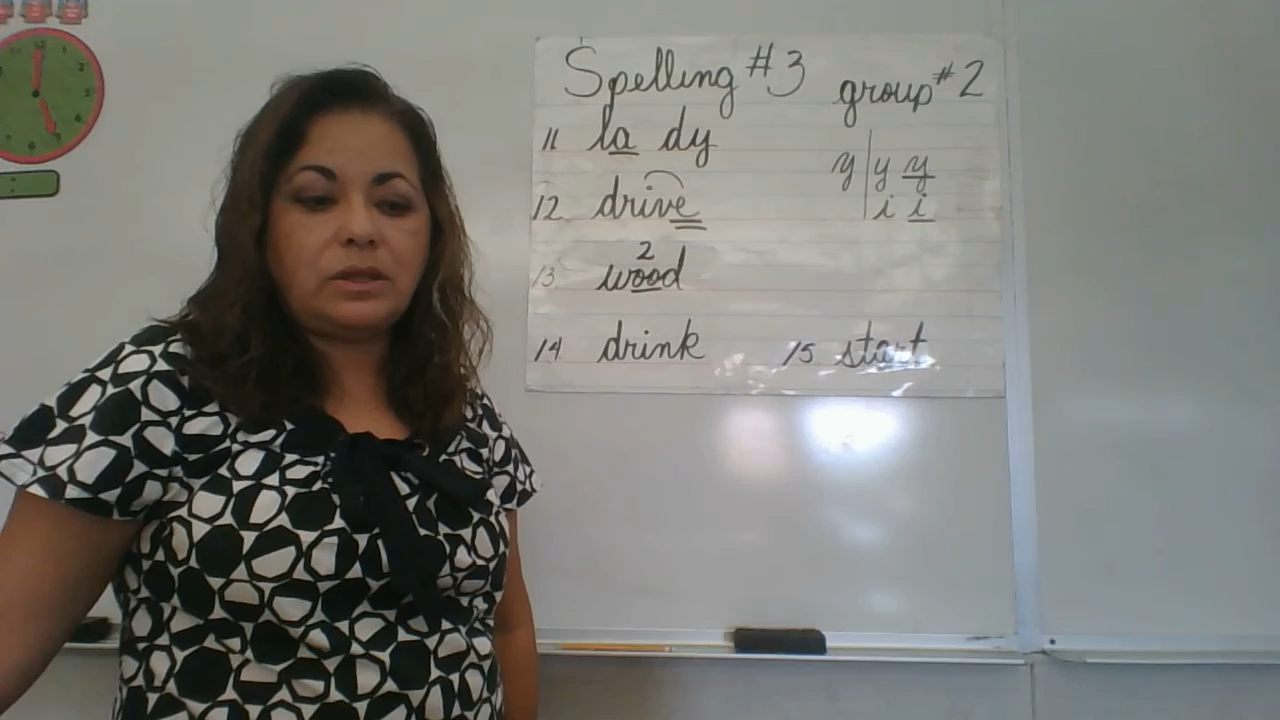 Spelling #3 group #2
11 la dy
y | y y
12 drive
i i
2
13 wood
14 drink 15 start